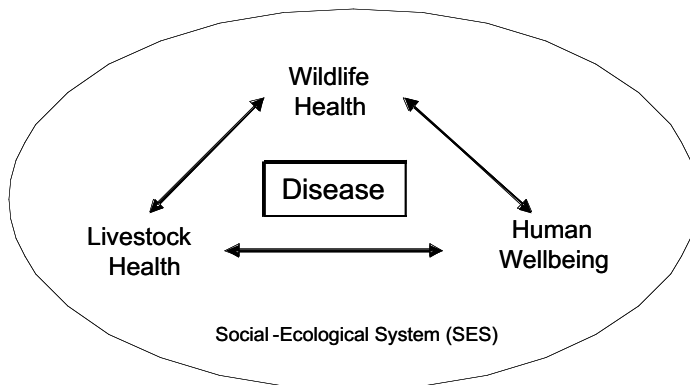 Wildlife
Health
Disease
Livestock
Health
Human
Wellbeing
Social -Ecological System (SES)